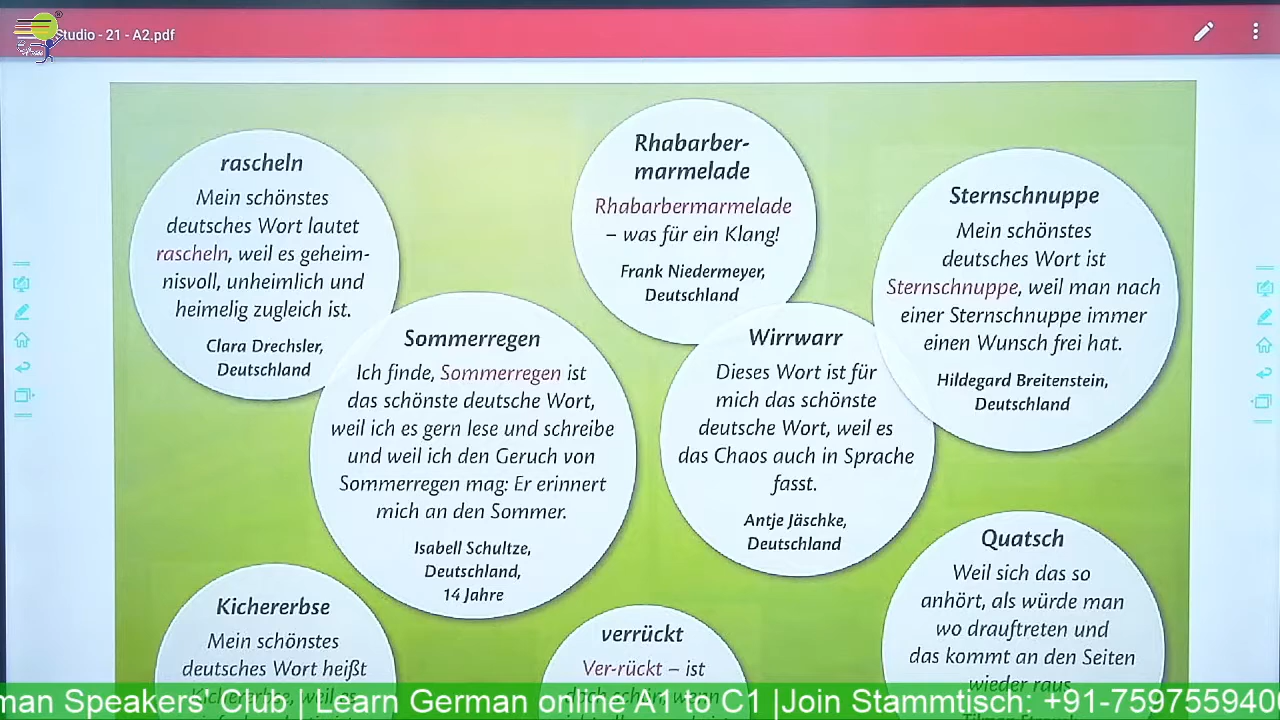 Studio - 21 - A2.pdf
rascheln
Mein schönstes
deutsches Wort lautet
rascheln, weil es geheim-
nisvoll, unheimlich und
heimelig zugleich ist.
Clara Drechsler,
Deutschland
Rhabarber-
marmelade
Rhabarbermarmelade
– was für ein Klang!
Frank Niedermeyer,
Deutschland
Sternschnuppe
Mein schönstes
deutsches Wort ist
Sternschnuppe, weil man nach
einer Sternschnuppe immer
einen Wunsch frei hat.
Hildegard Breitenstein,
Deutschland
Sommerregen
Ich finde, Sommerregen ist
das schönste deutsche Wort,
weil ich es gern lese und schreibe
und weil ich den Geruch von
Sommerregen mag: Er erinnert
mich an den Sommer.
Isabell Schultze,
Deutschland,
14 Jahre
Wirrwarr
Dieses Wort ist für
mich das schönste
deutsche Wort, weil es
das Chaos auch in Sprache
fasst.
Antje Jäschke,
Deutschland
Quatsch
Weil sich das so
anhört, als würde man
wo drauftreten und
das kommt an den Seiten
wieder raus.
Kichererbse
Mein schönstes
deutsches Wort heißt
Kichererbse, weil es
verrückt
Ver-rückt – ist
doch schön, wenn
man Speakers' Club | Learn German online A1 to C1 |Join Stammtisch: +91-7597559400